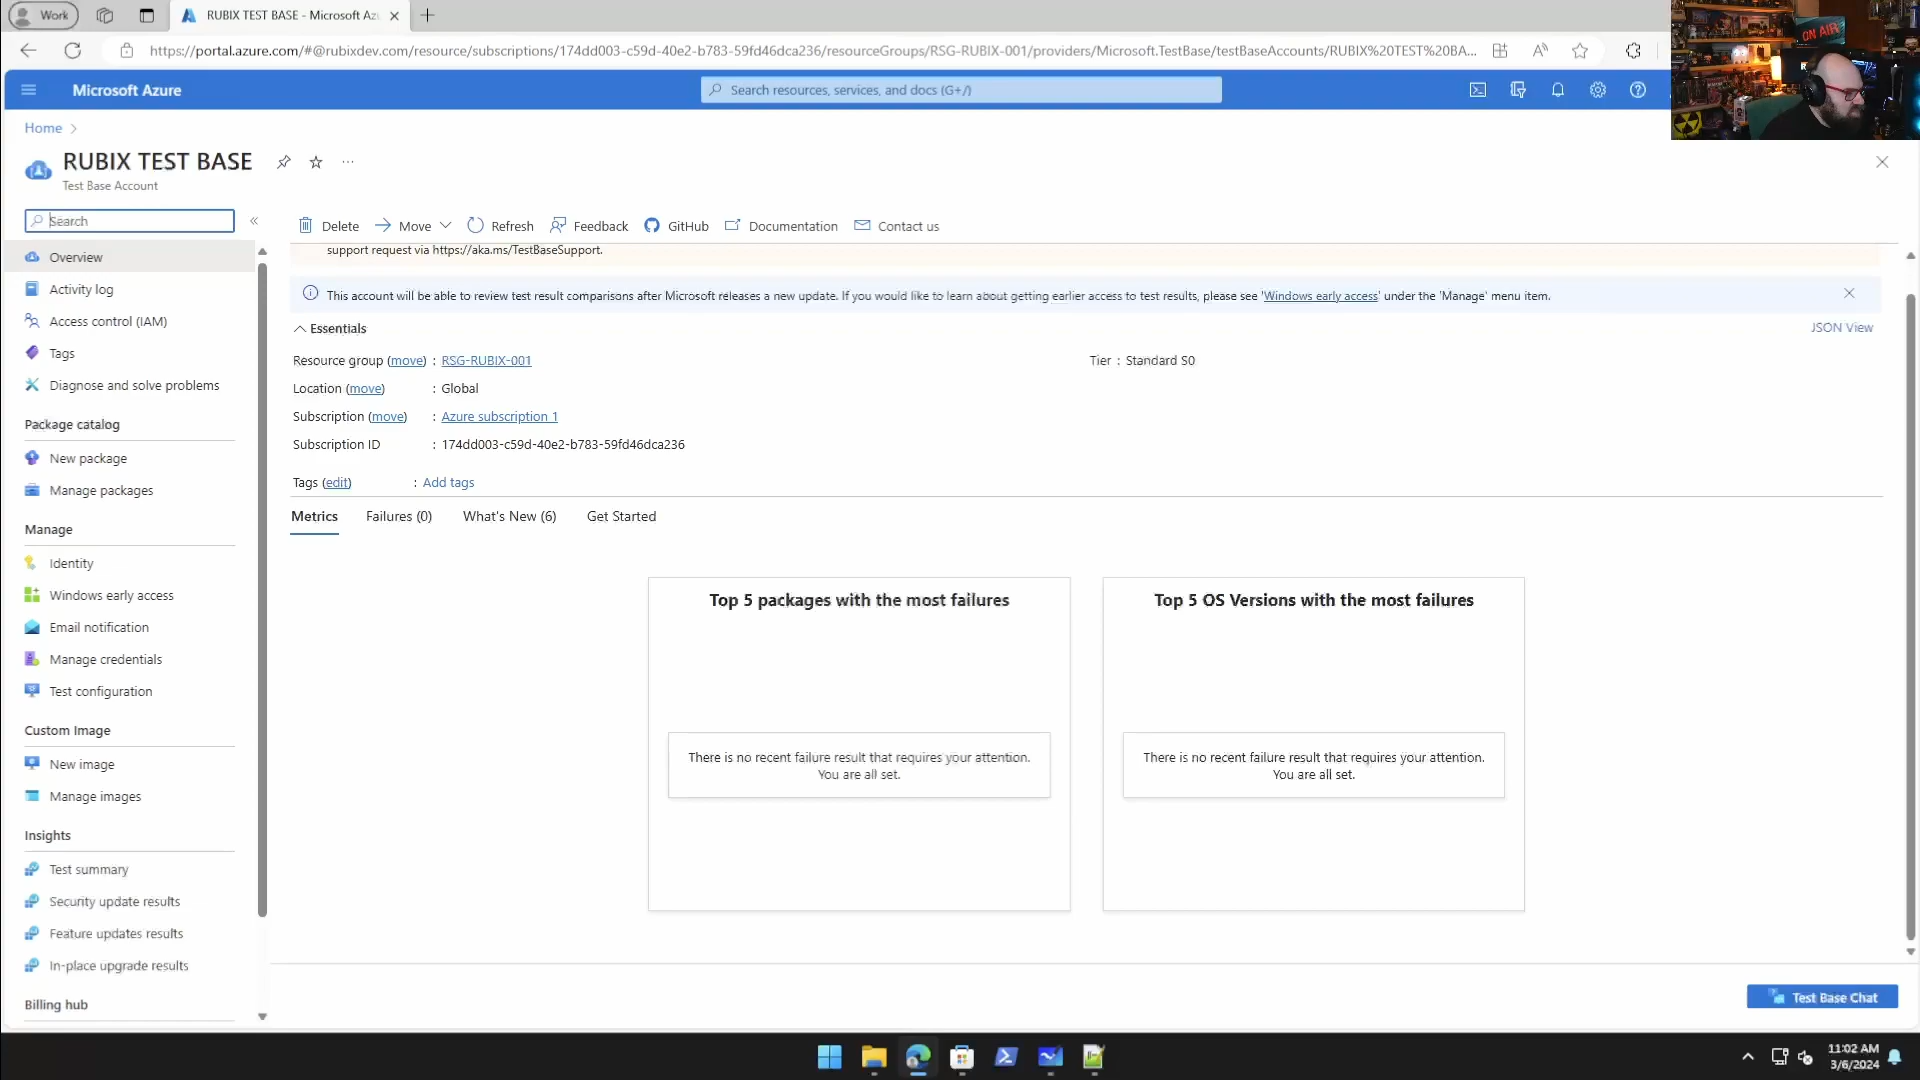 Work
RUBIX TEST BASE - Microsoft Az
https://portal.azure.com/#@rubixdev.com/resource/subscriptions/174dd003-c59d-40e2-b783-59fd46dca236/resourceGroups/RSG-RUBIX-001/providers/Microsoft.TestBase/testBaseAccounts/RUBIX%20TEST%20BA...
ON AIR
Microsoft Azure
Search resources, services, and docs (G+/)
Home
RUBIX TEST BASE
...
Test Base Account
Search
«
Delete
Move
Refresh
Feedback
GitHub
Documentation
Contact us
support request via https://aka.ms/TestBaseSupport.
This account will be able to review test result comparisons after Microsoft releases a new update. If you would like to learn about getting earlier access to test results, please see 'Windows early access' under the 'Manage' menu item.
Essentials
JSON View
Resource group (move) : RSG-RUBIX-001
Tier : Standard S0
Location (move) : Global
Subscription (move) : Azure subscription 1
Subscription ID : 174dd003-c59d-40e2-b783-59fd46dca236
Tags (edit) : Add tags
Overview
Activity log
Access control (IAM)
Tags
Diagnose and solve problems
Package catalog
New package
Manage packages
Manage
Identity
Windows early access
Email notification
Manage credentials
Test configuration
Custom Image
New image
Manage images
Insights
Test summary
Security update results
Feature updates results
In-place upgrade results
Billing hub
Metrics
Failures (0)
What's New (6)
Get Started
Top 5 packages with the most failures
There is no recent failure result that requires your attention.
You are all set.
Top 5 OS Versions with the most failures
There is no recent failure result that requires your attention.
You are all set.
Test Base Chat
11:02 AM
3/6/2024